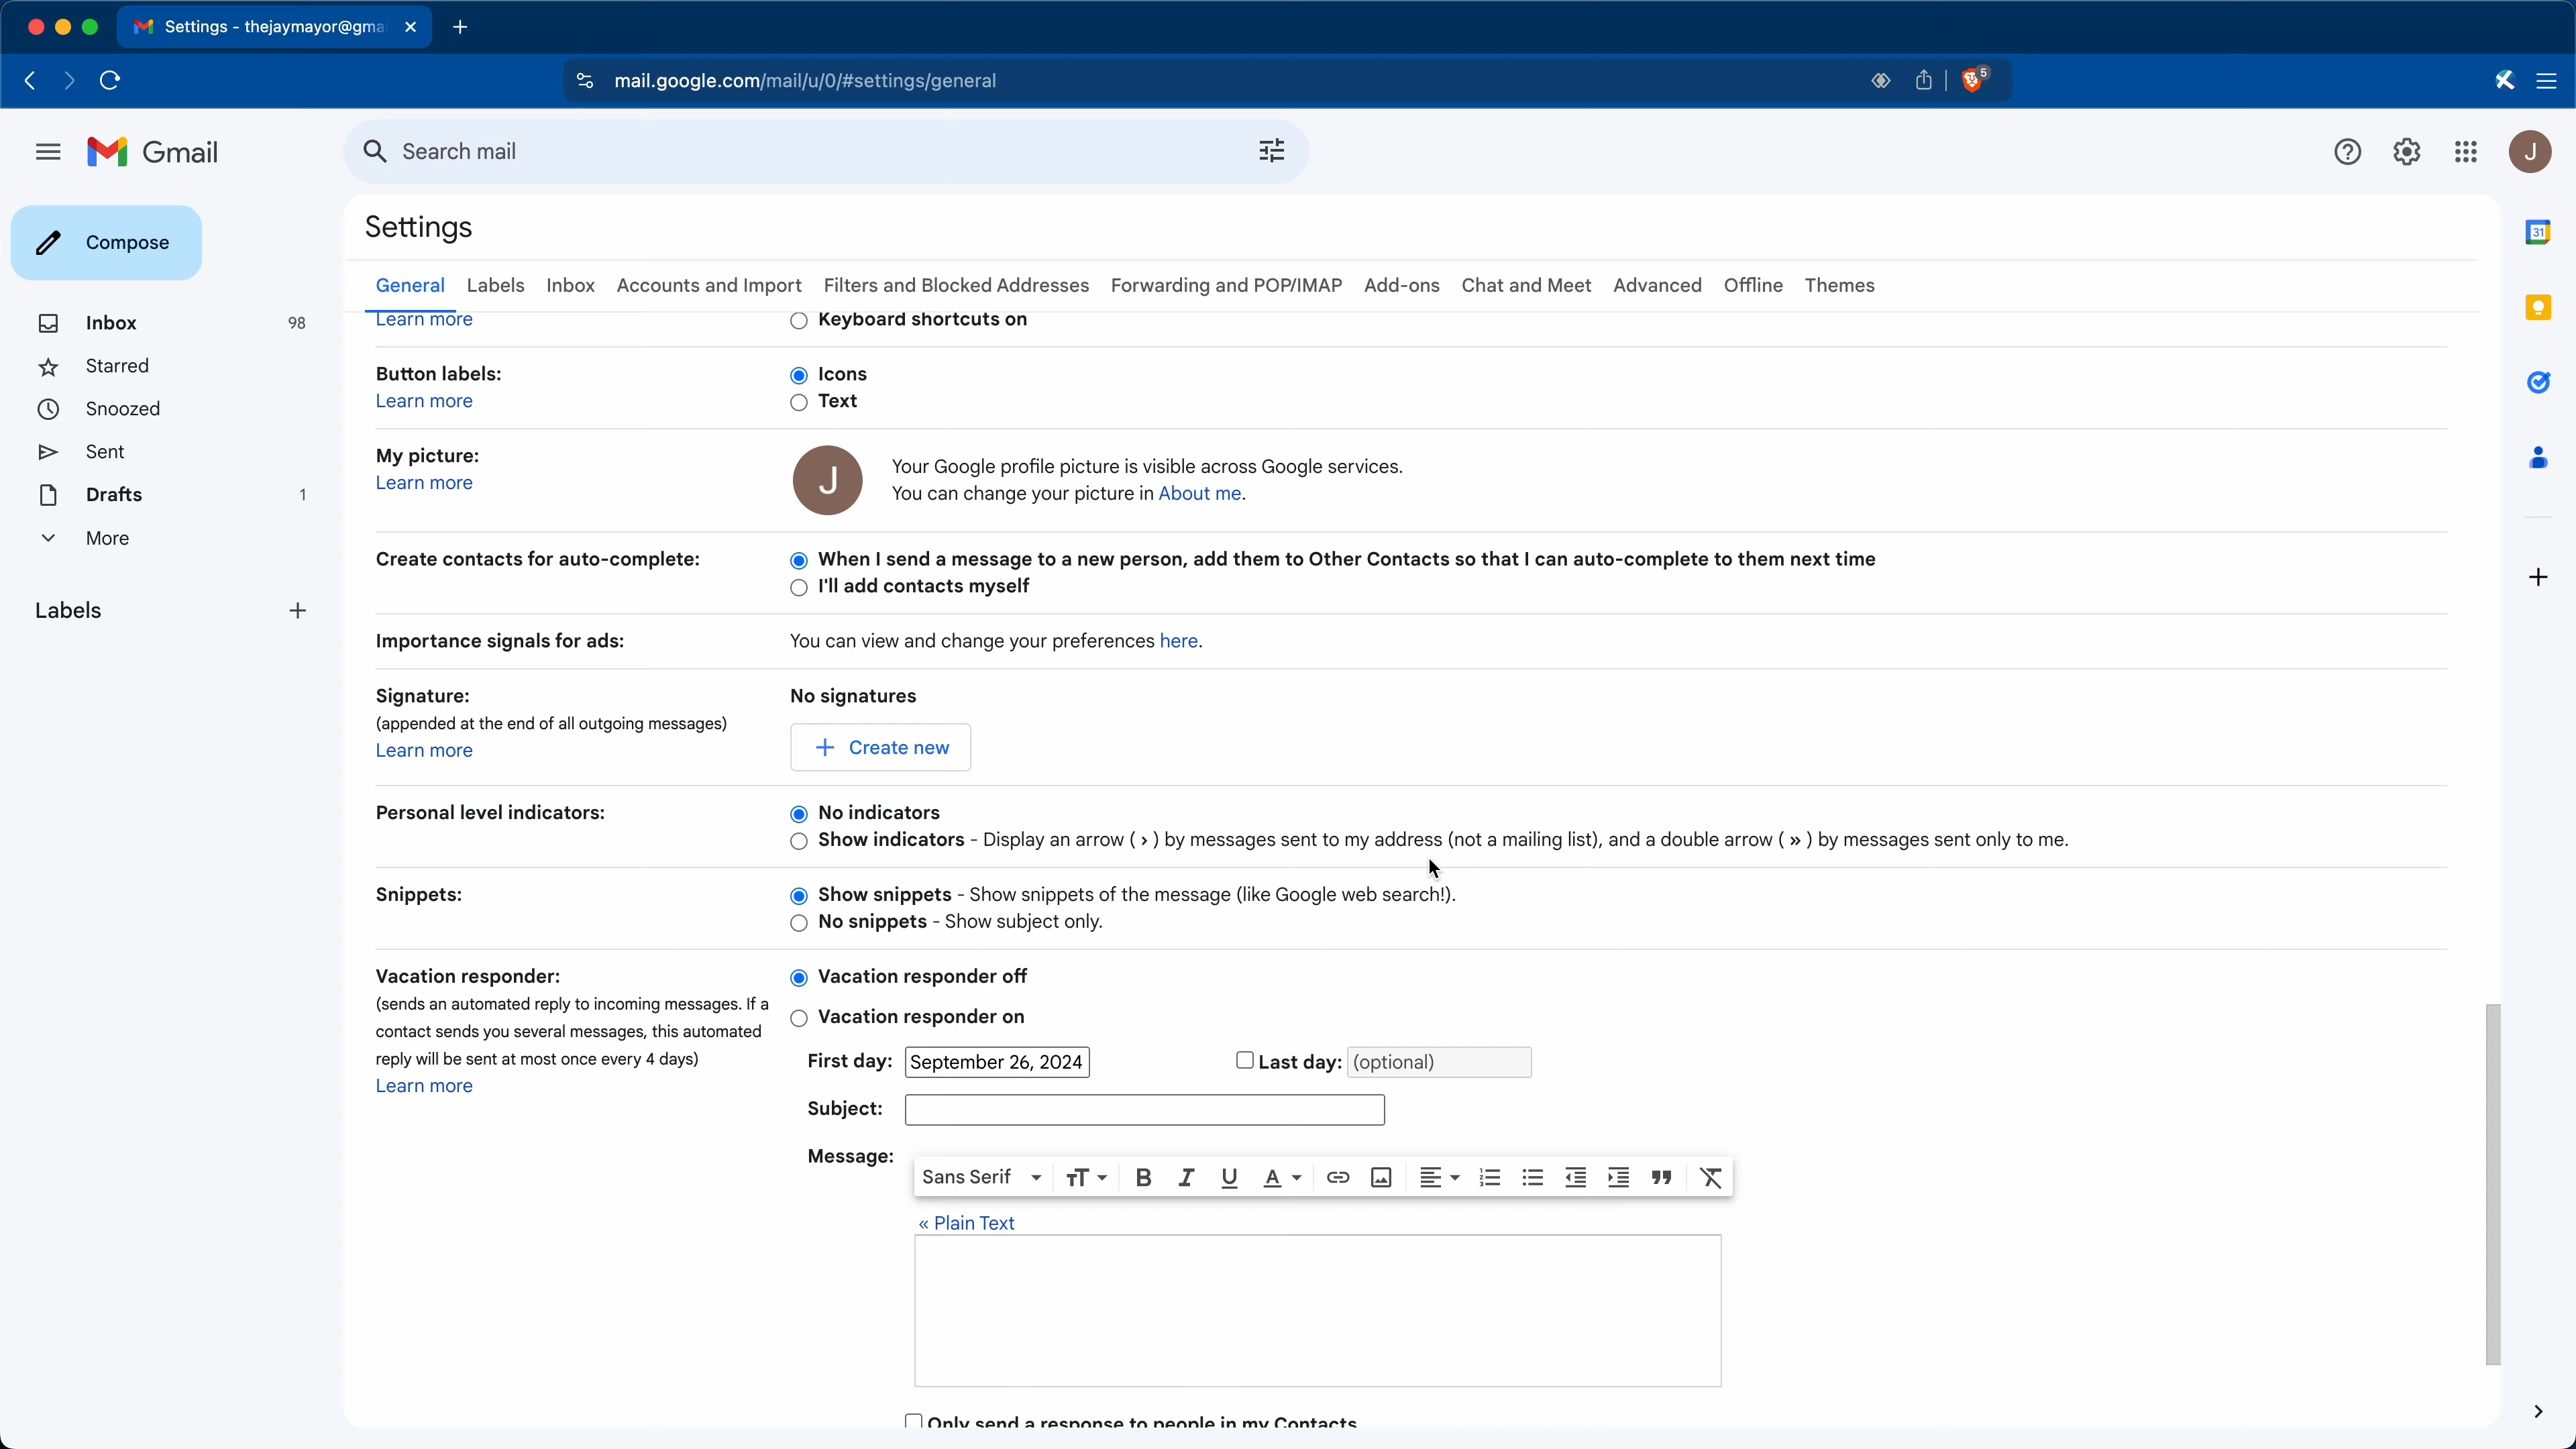 Settings - thejaymayor@gma
mail.google.com/mail/u/0/#settings/general
5
Gmail
Search mail
J
Compose
Inbox 98
Starred
Snoozed
Sent
Drafts 1
More
Labels
31
Settings
General Labels Inbox Accounts and Import Filters and Blocked Addresses Forwarding and POP/IMAP Add-ons Chat and Meet Advanced Offline Themes
Learn more
Keyboard shortcuts on
Button labels:
Learn more
Icons
Text
My picture:
Learn more
J
Your Google profile picture is visible across Google services.
You can change your picture in About me.
Create contacts for auto-complete:
When I send a message to a new person, add them to Other Contacts so that I can auto-complete to them next time
I'll add contacts myself
Importance signals for ads:
You can view and change your preferences here.
Signature:
(appended at the end of all outgoing messages)
Learn more
No signatures
+ Create new
Personal level indicators:
No indicators
Show indicators - Display an arrow ( › ) by messages sent to my address (not a mailing list), and a double arrow ( » ) by messages sent only to me.
Snippets:
Show snippets - Show snippets of the message (like Google web search!).
No snippets - Show subject only.
Vacation responder:
(sends an automated reply to incoming messages. If a
contact sends you several messages, this automated
reply will be sent at most once every 4 days)
Learn more
Vacation responder off
Vacation responder on
First day: September 26, 2024 Last day: (optional)
Subject:
Message:
Sans Serif
« Plain Text
Only send a response to people in my Contacts